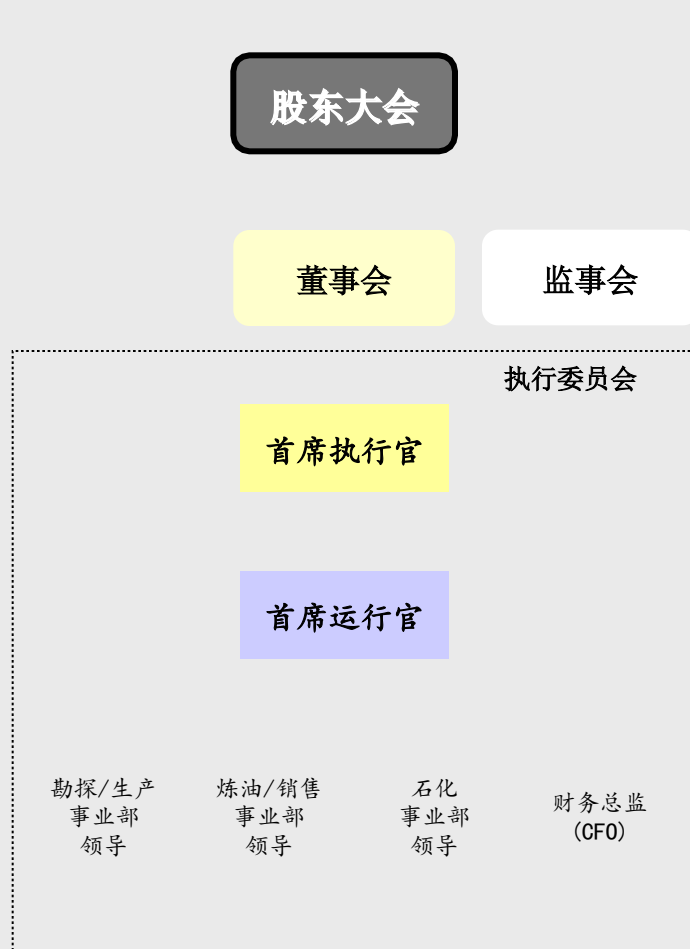 股东大会
董事会
监事会
执行委员会
首席执行官
首席运行官
勘探/生产
事业部
领导
炼油/销售
事业部
领导
石化
事业部
领导
财务总监
(CFO)